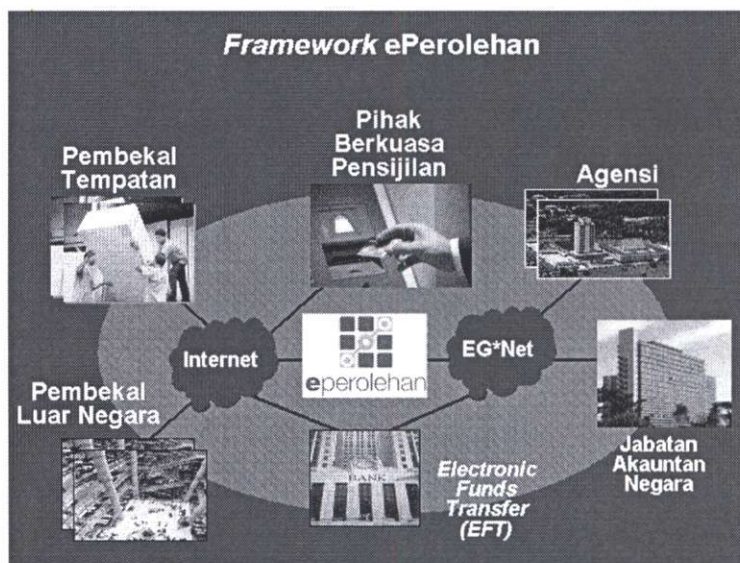 Framework ePerolehan
Pembekal
Tempatan
Pihak
Berkuasa
Pensijilan
Agensi
Internet
eperolehan
EG*Net
Pembekal
Luar Negara
BANK
Electronic
Funds
Transfer
(EFT)
Jabatan
Akauntan
Negara